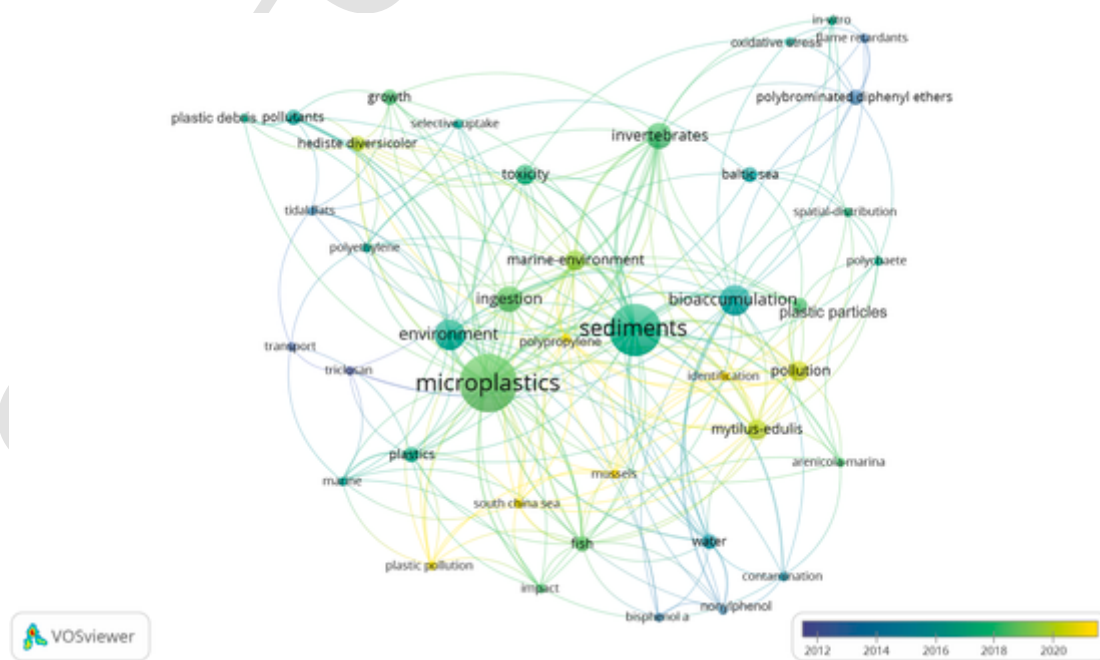 in-vitro
flame retardants
oxidative stress
growth
polybrominated diphenyl ethers
plastic debris
pollutants
selective uptake
invertebrates
hediste diversicolor
toxicity
baltic sea
tidal flats
spatial-distribution
polyethylene
marine-environment
polychaete
ingestion
bioaccumulation
plastic particles
environment
sediments
polypropylene
transport
triclosan
microplastics
identification
pollution
mytilus-edulis
plastics
arenicola-marina
marine
mussels
south china sea
fish
water
plastic pollution
impact
contamination
bisphenol a
nonylphenol
VOSviewer
2012 2014 2016 2018 2020